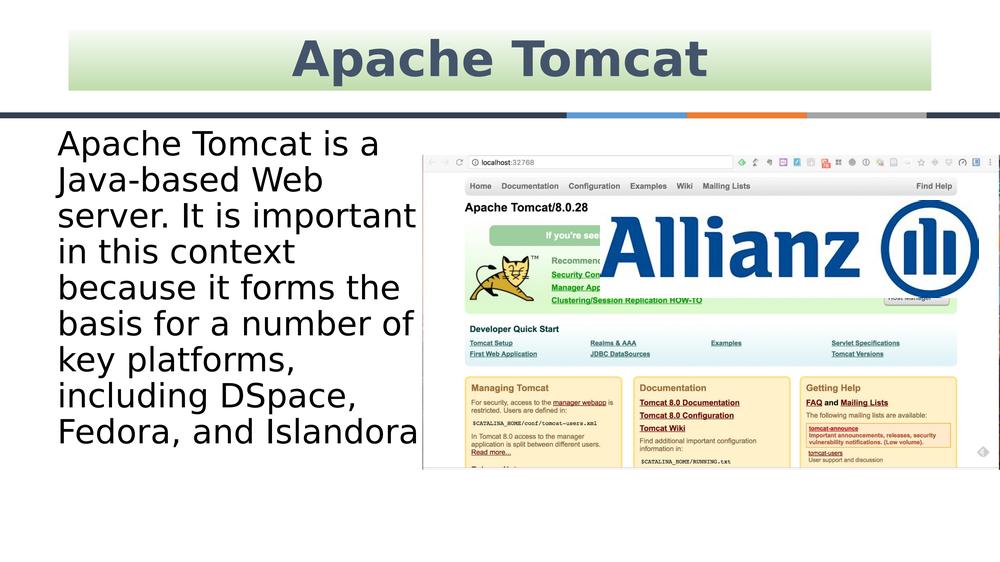 Apache Tomcat
Apache Tomcat is a
Java-based Web
server. It is important
in this context
because it forms the
basis for a number of
key platforms,
including DSpace,
Fedora, and Islandora
localhost:32768
Home Documentation Configuration Examples Wiki Mailing Lists Find Help
Apache Tomcat/8.0.28
If you're
Allianz
TM
Security
Manager
Clustering/Session Replication HOW-TO
Developer Quick Start
Tomcat Setup Realms & AAA Examples Servlet Specifications
First Web Application JDBC DataSources Tomcat Versions
Managing Tomcat
For security, access to the manager webapp is
restricted. Users are defined in:
$CATALINA_HOME/conf/tomcat-users.xml
In Tomcat 8.0 access to the manager
application is split between different users.
Read more...
Documentation
Tomcat 8.0 Documentation
Tomcat 8.0 Configuration
Tomcat Wiki
Find additional important configuration
information in:
$CATALINA_HOME/RUNNING.txt
Getting Help
FAQ and Mailing Lists
The following mailing lists are available:
tomcat-announce
Important announcements, releases, security
vulnerability notifications. (Low volume).
tomcat-users
User support and discussion